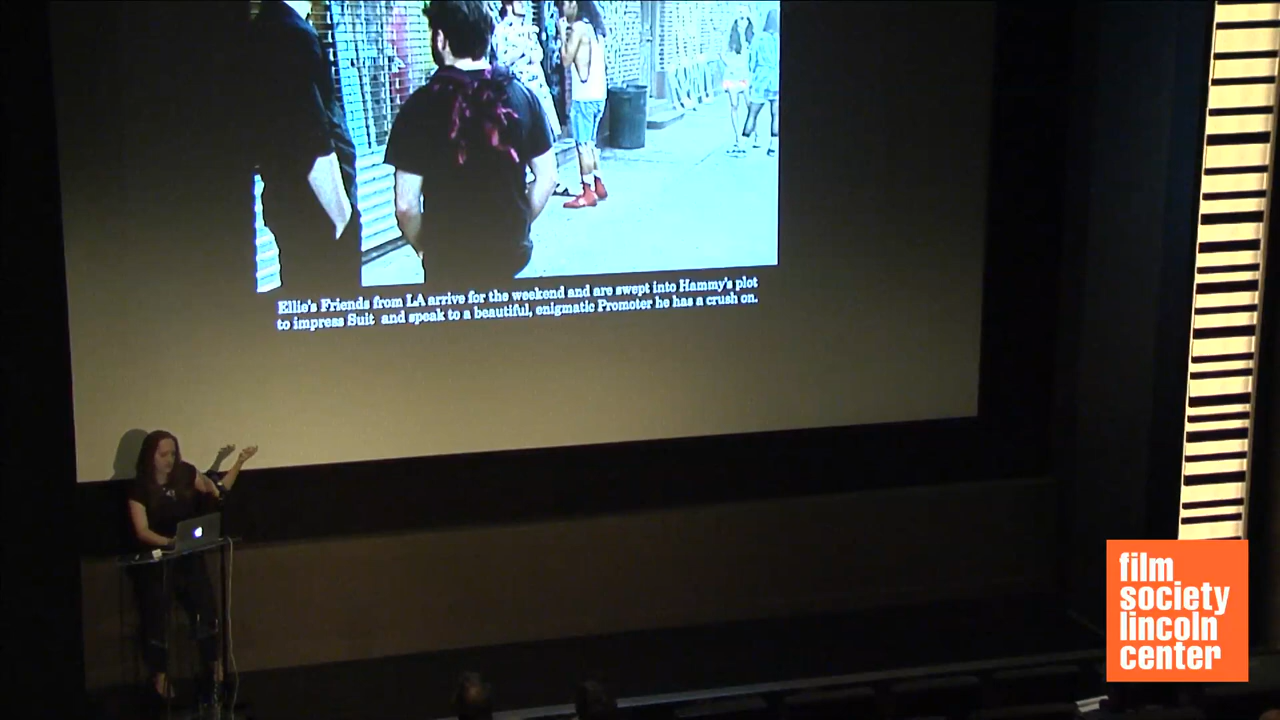 Ellie's Friends from LA arrive for the weekend and are swept into Hammy's plot
to impress Suit and speak to a beautiful, enigmatic Promoter he has a crush on.
film
society
lincoln
center